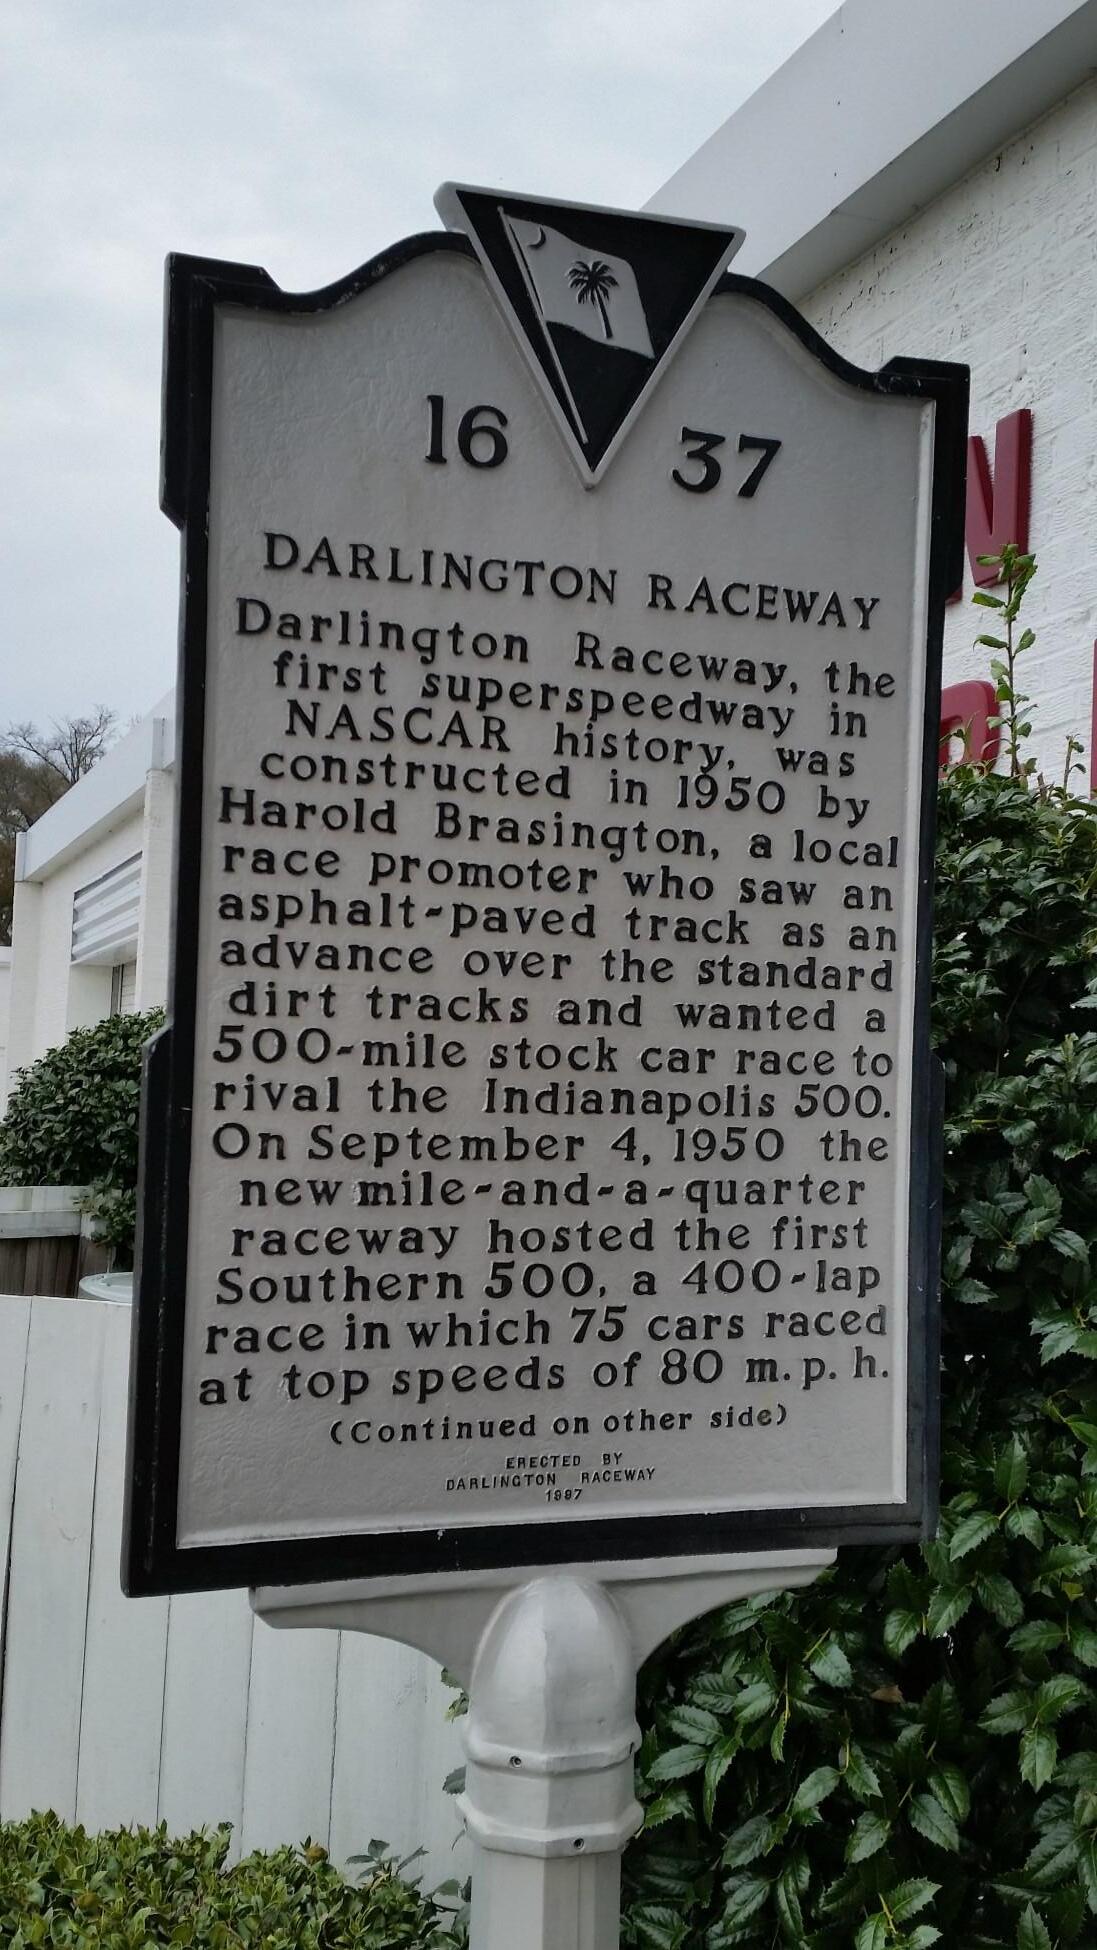 16 37
DARLINGTON RACEWAY
Darlington Raceway, the
first superspeedway in
NASCAR history, was
constructed in 1950 by
Harold Brasington, a local
race promoter who saw an
asphalt-paved track as an
advance over the standard
dirt tracks and wanted a
500-mile stock car race to
rival the Indianapolis 500.
On September 4, 1950 the
new mile-and-a-quarter
raceway hosted the first
Southern 500, a 400-lap
race in which 75 cars raced
at top speeds of 80 m.p.h.
(Continued on other side)
ERECTED BY
DARLINGTON RACEWAY
1997
N